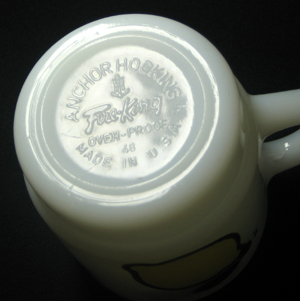 ANCHOR HOCKING
Fire-King
OVEN-PROOF
48
MADE IN U.S.A.